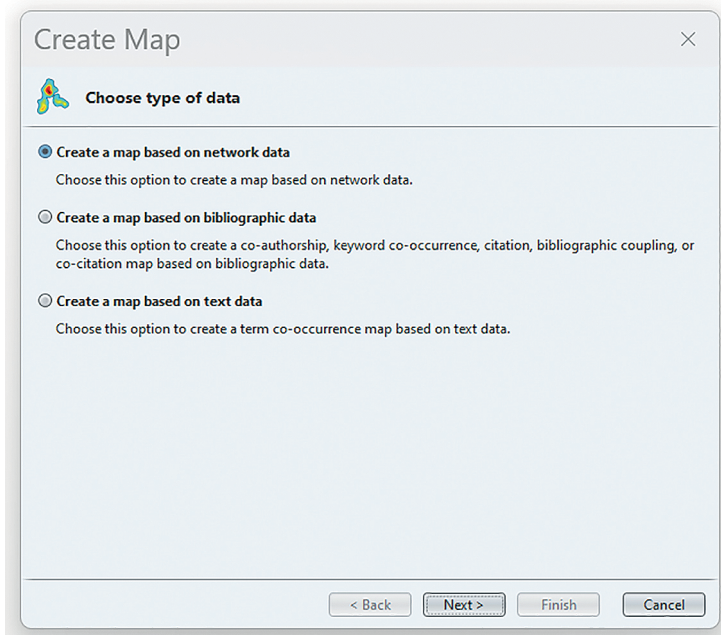 Create Map
Choose type of data
Create a map based on network data
Choose this option to create a map based on network data.
Create a map based on bibliographic data
Choose this option to create a co-authorship, keyword co-occurrence, citation, bibliographic coupling, or
co-citation map based on bibliographic data.
Create a map based on text data
Choose this option to create a term co-occurrence map based on text data.
< Back Next > Finish Cancel